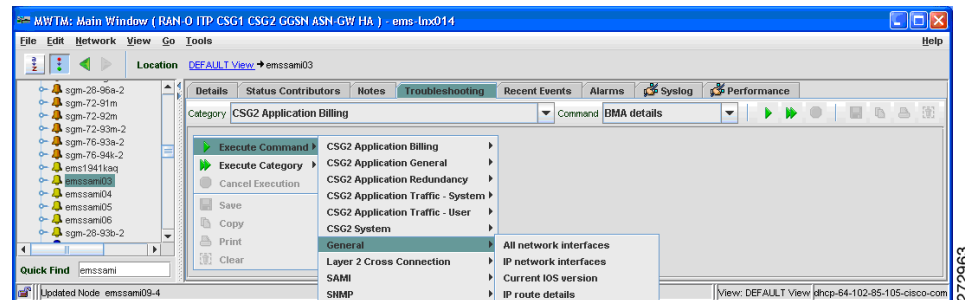 MWTM: Main Window ( RAN-O ITP CSG1 CSG2 GGSN ASN-GW HA ) - ems-lnx014
File Edit Network View Go Tools Help
Location DEFAULT View emssami03
sgm-28-96a-2
sgm-72-91m
sgm-72-92m
sgm-72-93m-2
sgm-76-93a-2
sgm-76-94k-2
ems1941kaq
emssami03
emssami04
emssami05
emssami06
sgm-28-93b-2
Quick Find emssami
Details Status Contributors Notes Troubleshooting Recent Events Alarms Syslog Performance
Category CSG2 Application Billing Command BMA details
Execute Command
Execute Category
Cancel Execution
Save
Copy
Print
Clear
CSG2 Application Billing
CSG2 Application General
CSG2 Application Redundancy
CSG2 Application Traffic - System
CSG2 Application Traffic - User
CSG2 System
General
Layer 2 Cross Connection
SAMI
SNMP
All network interfaces
IP network interfaces
Current IOS version
IP route details
Updated Node emssami09-4
View: DEFAULT View
dhcp-64-102-85-105-cisco-com
272963